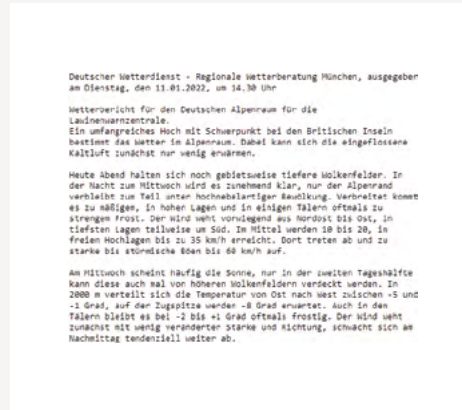 Deutscher Wetterdienst - Regionale Wetterberatung München, ausgegeben
am Dienstag, den 11.01.2022, um 14.30 Uhr
Wetterbericht für den Deutschen Alpenraum für die
Lawinenwarnzentrale.
Ein umfangreiches Hoch mit Schwerpunkt bei den Britischen Inseln
bestimmt das Wetter im Alpenraum. Dabei kann sich die eingeflossene
Kaltluft zunächst nur wenig erwärmen.
Heute Abend halten sich noch gebietsweise tiefere Wolkenfelder. In
der Nacht zum Mittwoch wird es zunehmend klar, nur der Alpenrand
verbleibt zum Teil unter hochnebelartiger Bewölkung. Verbreitet kommt
es zu mäßigem, in hohen Lagen und in einigen Tälern oftmals zu
strengem Frost. Der Wind weht vorwiegend aus Nordost bis Ost, in
tiefsten Lagen teilweise um Süd. Im Mittel werden 10 bis 20, in
freien Hochlagen bis zu 35 km/h erreicht. Dort treten ab und zu
starke bis stürmische Böen bis 60 km/h auf.
Am Mittwoch scheint häufig die Sonne, nur in der zweiten Tageshälfte
kann diese auch mal von höheren Wolkenfeldern verdeckt werden. In
2000 m verteilt sich die Temperatur von Ost nach West zwischen -5 und
-1 Grad, auf der Zugspitze werden -8 Grad erwartet. Auch in den
Tälern bleibt es bei -2 bis +1 Grad oftmals frostig. Der Wind weht
zunächst mit wenig veränderter Stärke und Richtung, schwächt sich am
Nachmittag tendenziell weiter ab.